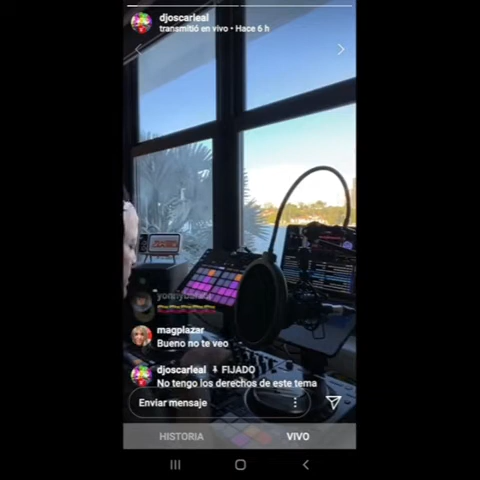 djoscarleal
transmitió en vivo • Hace 6 h
magplazar
Bueno no te veo
djoscarleal FIJADO
No tengo los derechos de este tema
Enviar mensaje
HISTORIA
VIVO